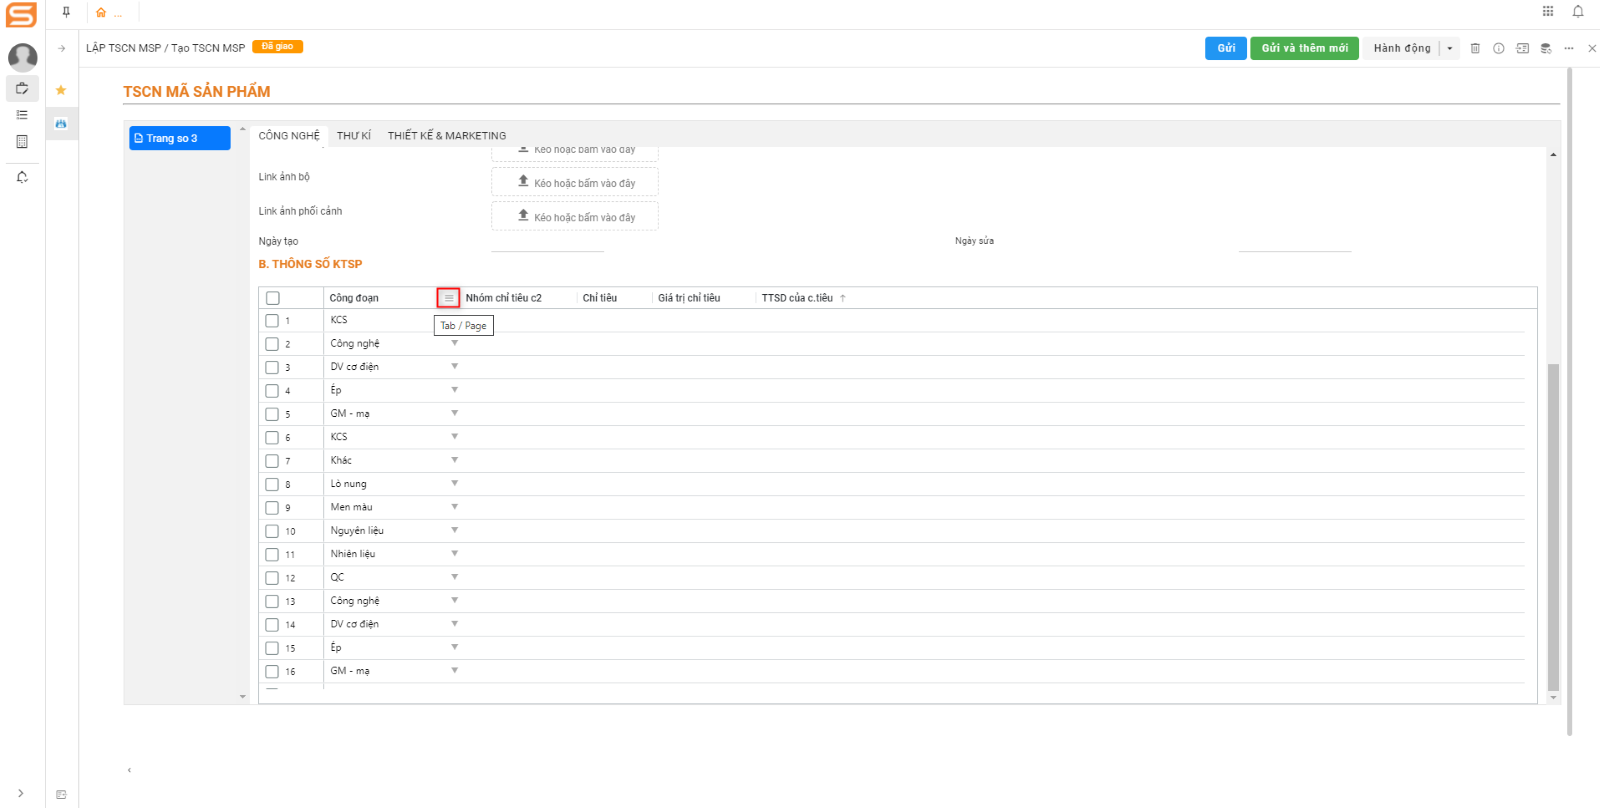 ...
LẬP TSCN MSP / Tạo TSCN MSP Đã giao Gửi Gửi và thêm mới Hành động
TSCN MÃ SẢN PHẨM
Trang so 3
CÔNG NGHỆ THƯ KÍ THIẾT KẾ & MARKETING
Kéo hoặc bấm vào đây
Link ảnh bộ Kéo hoặc bấm vào đây
Link ảnh phối cảnh Kéo hoặc bấm vào đây
Ngày tạo Ngày sửa
B. THÔNG SỐ KTSP
Công đoạn Nhóm chỉ tiêu c2 Chỉ tiêu Giá trị chỉ tiêu TTSD của c.tiêu
1 KCS
Tab / Page
2 Công nghệ
3 DV cơ điện
4 Ép
5 GM - mạ
6 KCS
7 Khác
8 Lò nung
9 Men màu
10 Nguyên liệu
11 Nhiên liệu
12 QC
13 Công nghệ
14 DV cơ điện
15 Ép
16 GM - mạ